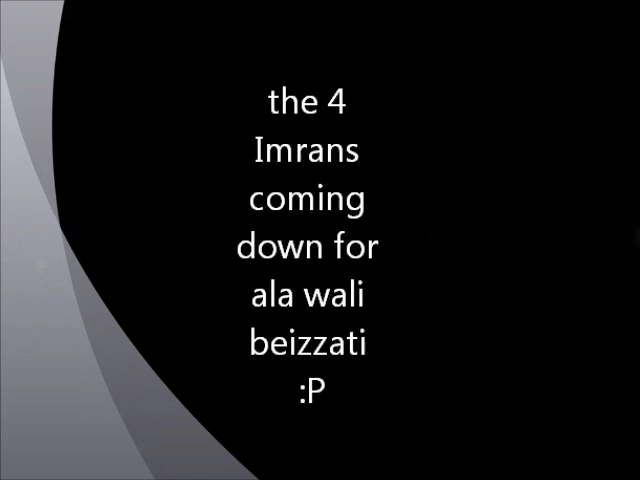 the 4
Imrans
coming
down for
ala wali
beizzati
:P